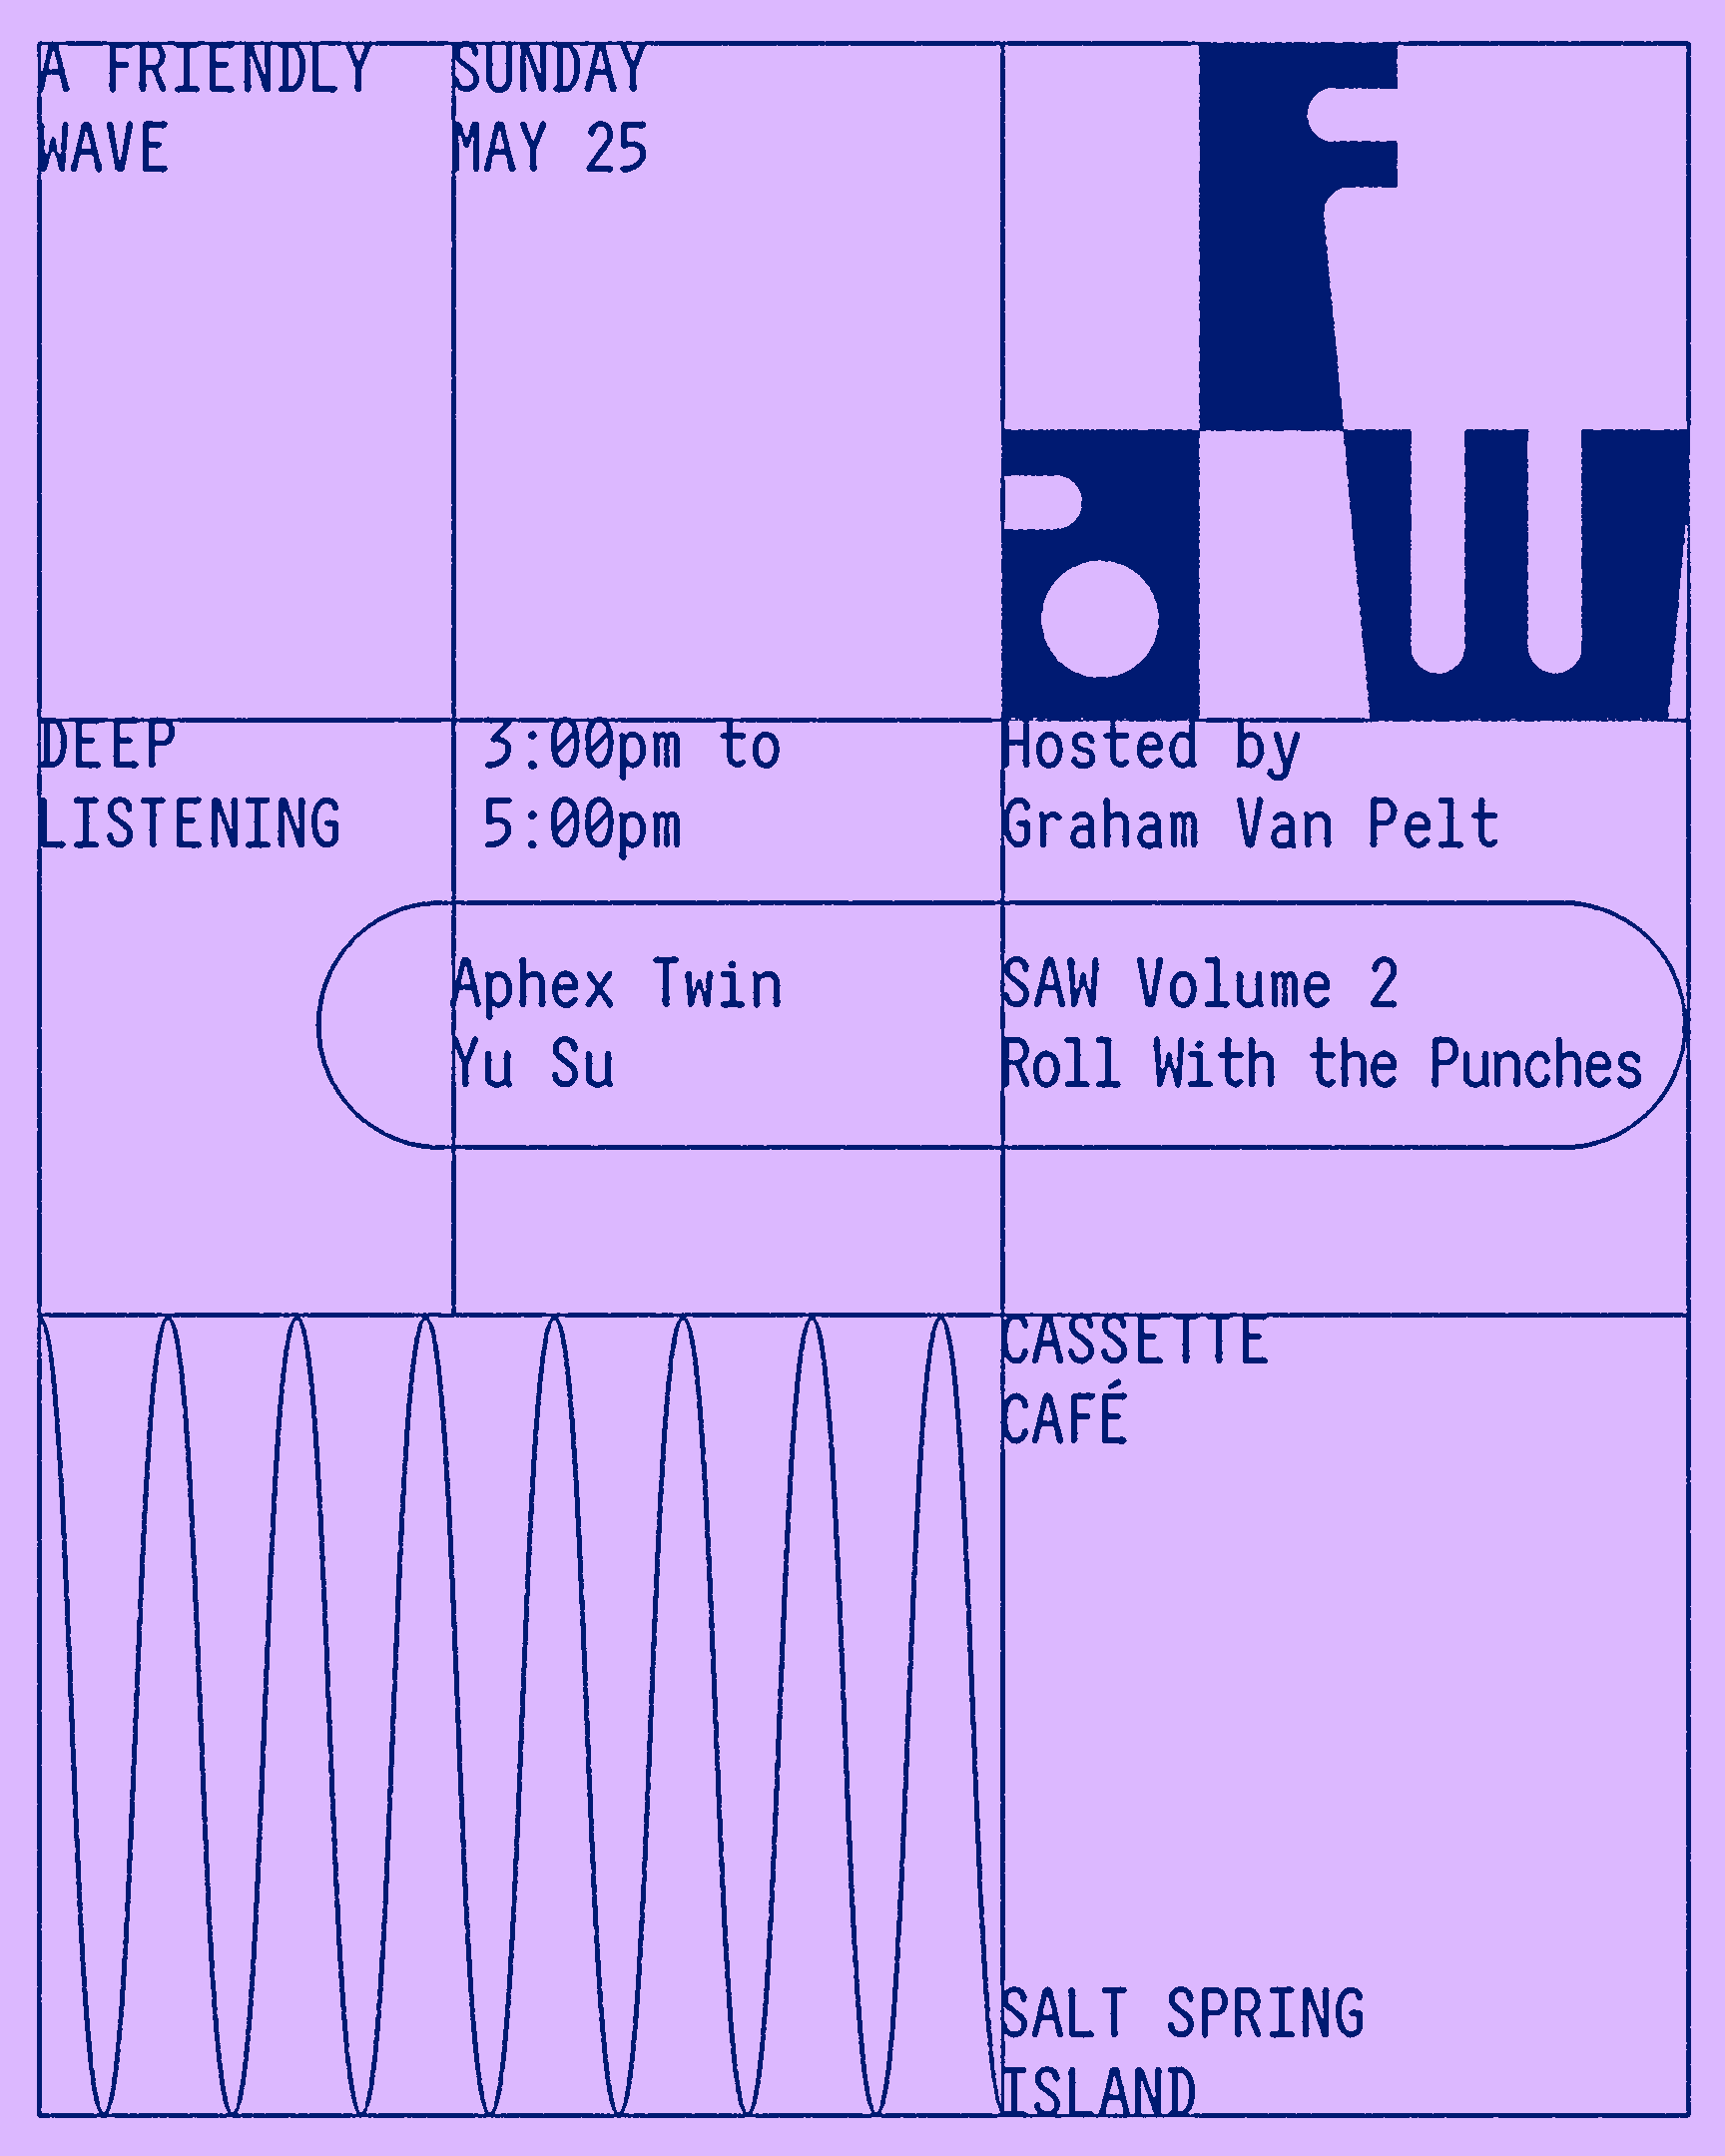 A FRIENDLY
WAVE
SUNDAY
MAY 25
a F W
DEEP
LISTENING
3:00pm to
5:00pm
Hosted by
Graham Van Pelt
Aphex Twin
Yu Su
SAW Volume 2
Roll With the Punches
CASSETTE
CAFÉ
SALT SPRING
ISLAND